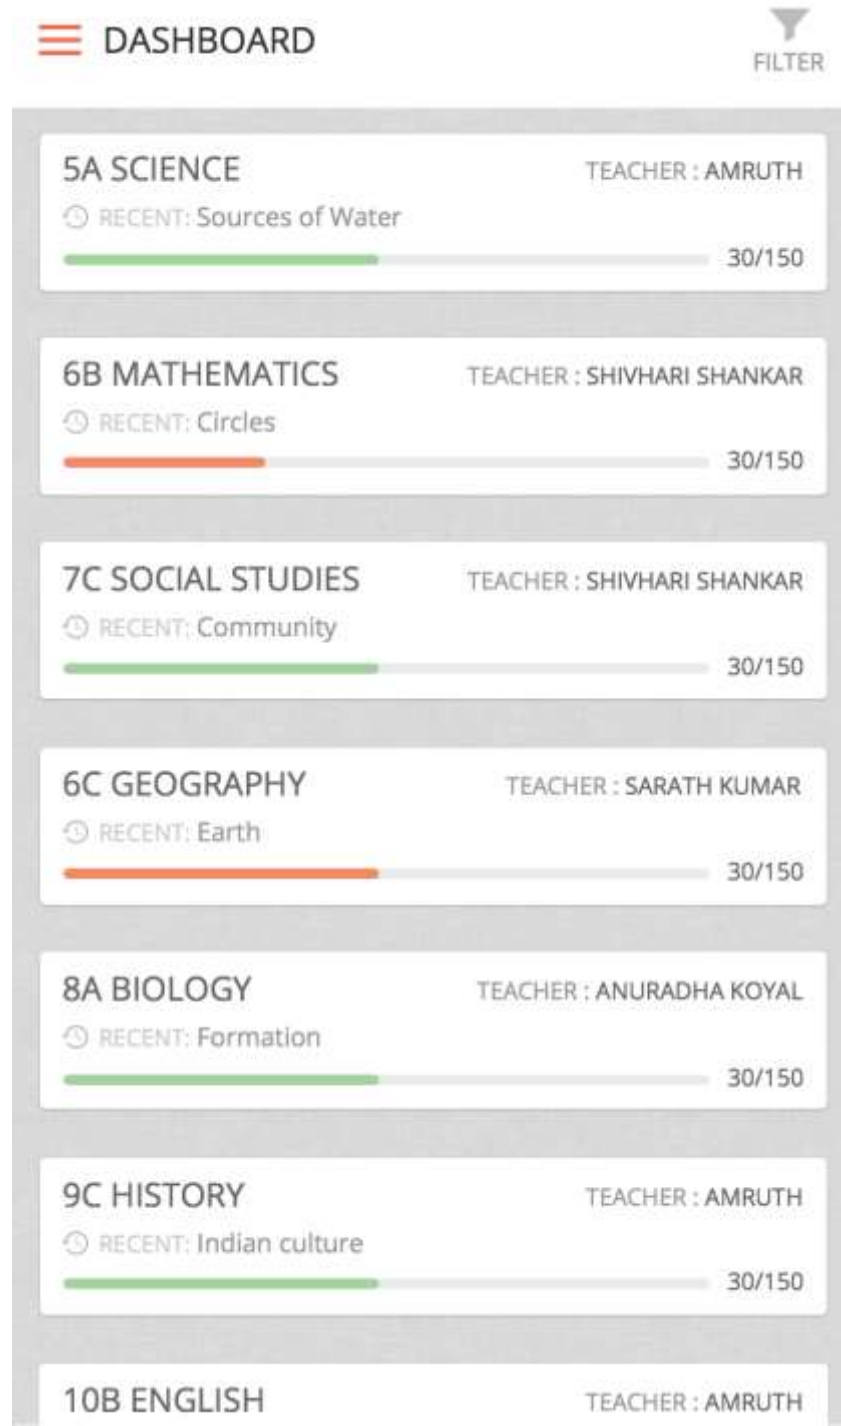 DASHBOARD
FILTER
5A SCIENCE TEACHER : AMRUTH
RECENT: Sources of Water
30/150
6B MATHEMATICS TEACHER : SHIVHARI SHANKAR
RECENT: Circles
30/150
7C SOCIAL STUDIES TEACHER : SHIVHARI SHANKAR
RECENT: Community
30/150
6C GEOGRAPHY TEACHER : SARATH KUMAR
RECENT: Earth
30/150
8A BIOLOGY TEACHER : ANURADHA KOYAL
RECENT: Formation
30/150
9C HISTORY TEACHER : AMRUTH
RECENT: Indian culture
30/150
10B ENGLISH TEACHER : AMRUTH